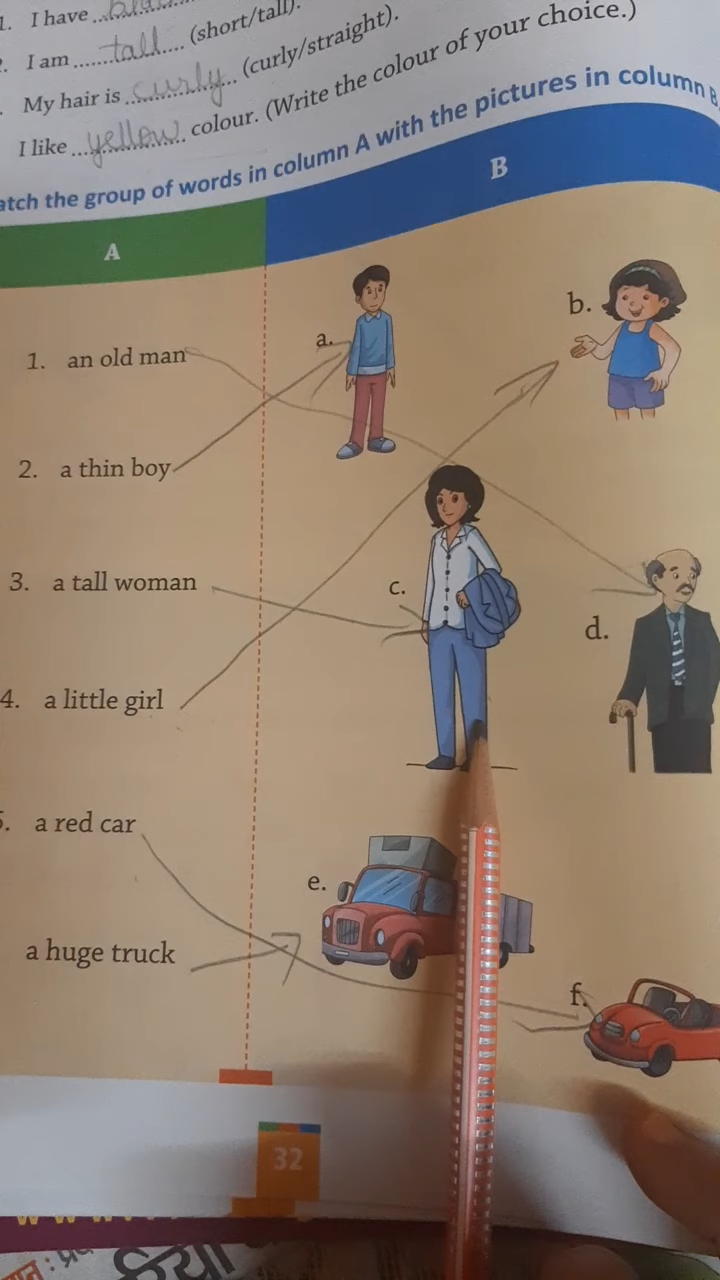 1. I have
. I am ......tall...... (short/tall).
. My hair is ...curly... (curly/straight).
I like ...yellow... colour. (Write the colour of your choice.)
atch the group of words in column A with the pictures in column B
A B
1. an old man
a.
b.
2. a thin boy
3. a tall woman
c.
d.
4. a little girl
5. a red car
e.
a huge truck
f.
32